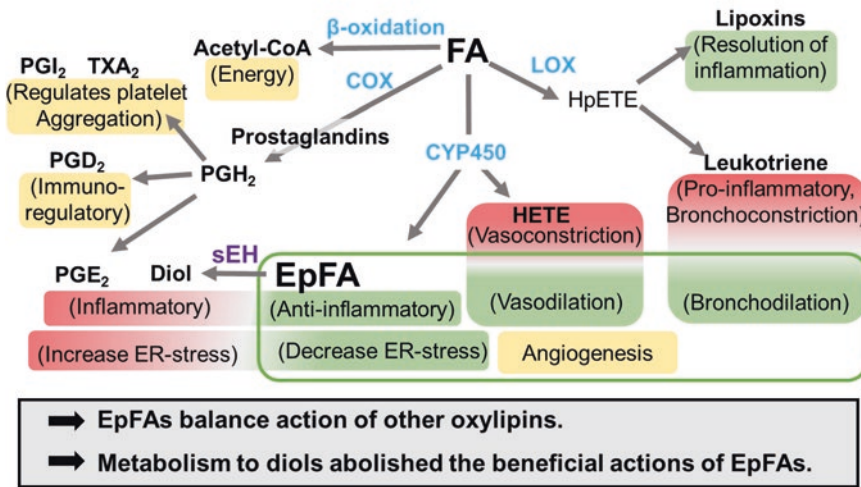 β-oxidation
FA
Acetyl-CoA
(Energy)
COX
LOX
Lipoxins
(Resolution of
inflammation)
PGI₂ TXA₂
(Regulates platelet
Aggregation)
HpETE
Prostaglandins
CYP450
PGD₂
(Immuno-
regulatory)
PGH₂
Leukotriene
(Pro-inflammatory,
Bronchoconstriction)
HETE
(Vasoconstriction)
sEH
PGE₂ Diol
EpFA
(Inflammatory)
(Anti-inflammatory)
(Vasodilation)
(Bronchodilation)
(Increase ER-stress)
(Decrease ER-stress)
Angiogenesis
EpFAs balance action of other oxylipins.
Metabolism to diols abolished the beneficial actions of EpFAs.